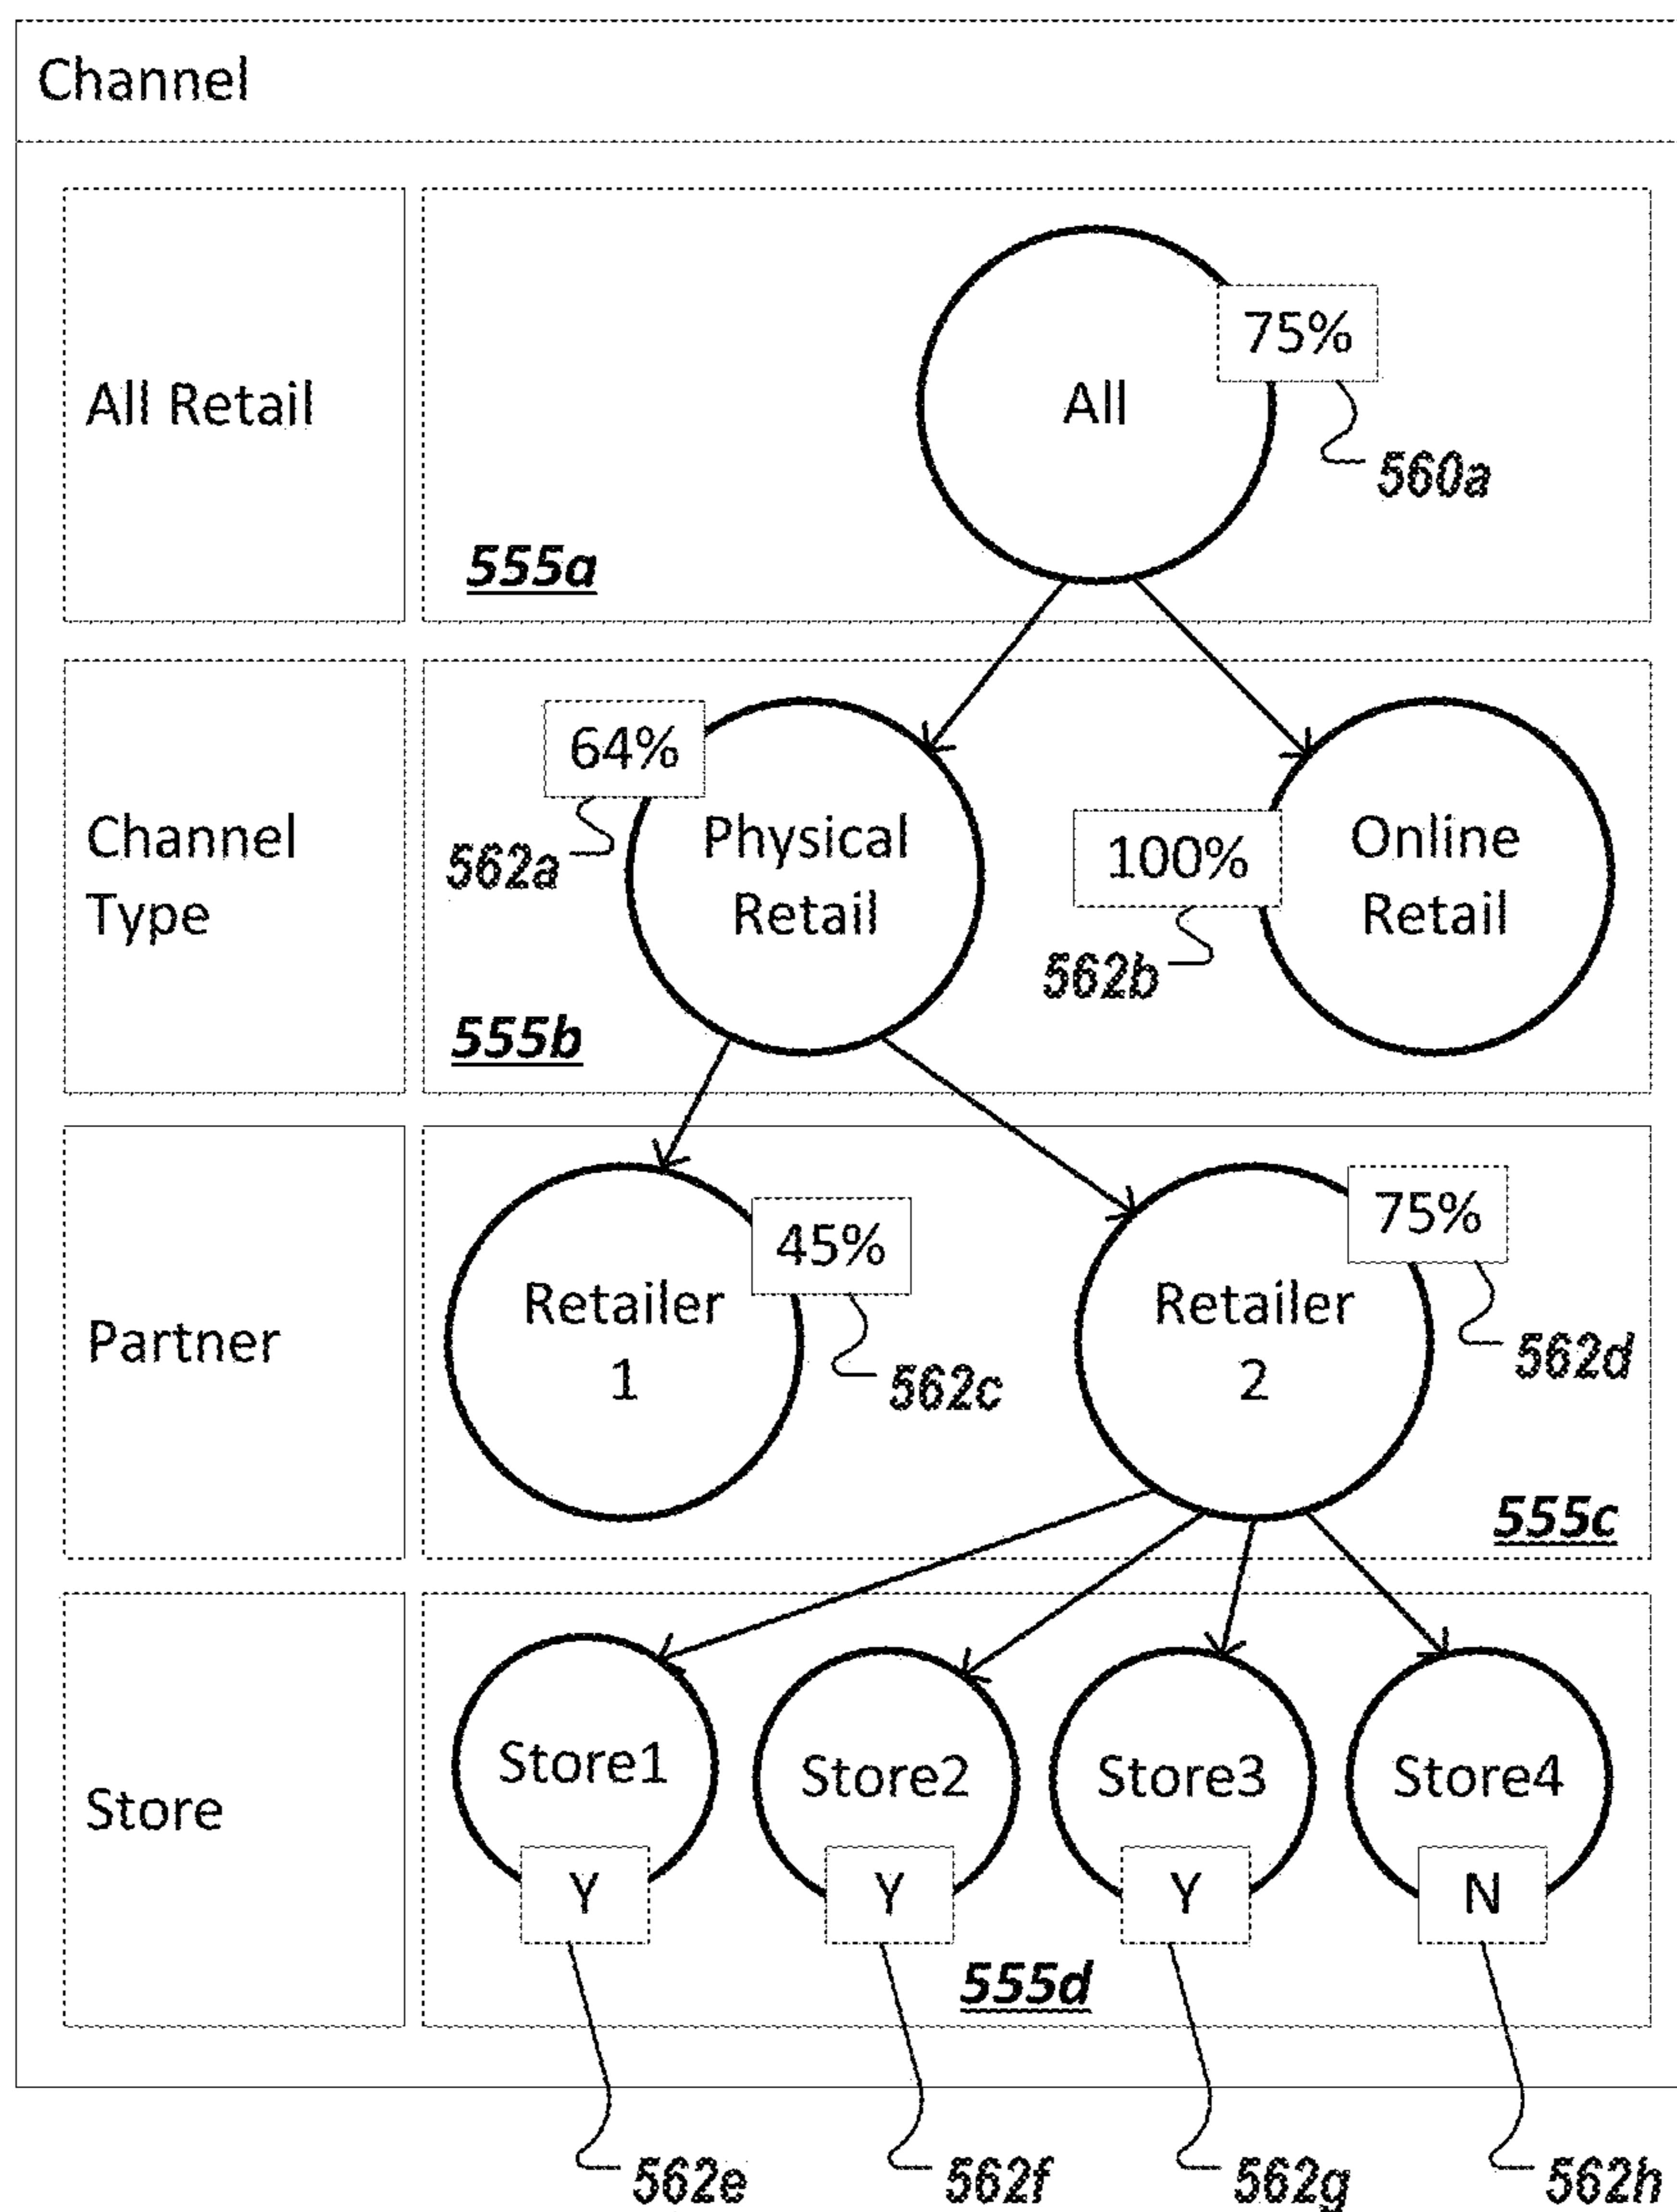 Channel
All Retail
All
75%
560a
555a
Channel
Type
64%
562a
Physical
Retail
100%
562b
Online
Retail
555b
Partner
Retailer
1
45%
562c
Retailer
2
75%
562d
555c
Store
Store1
Store2
Store3
Store4
Y
Y
Y
N
555d
562e
562f
562g
562h